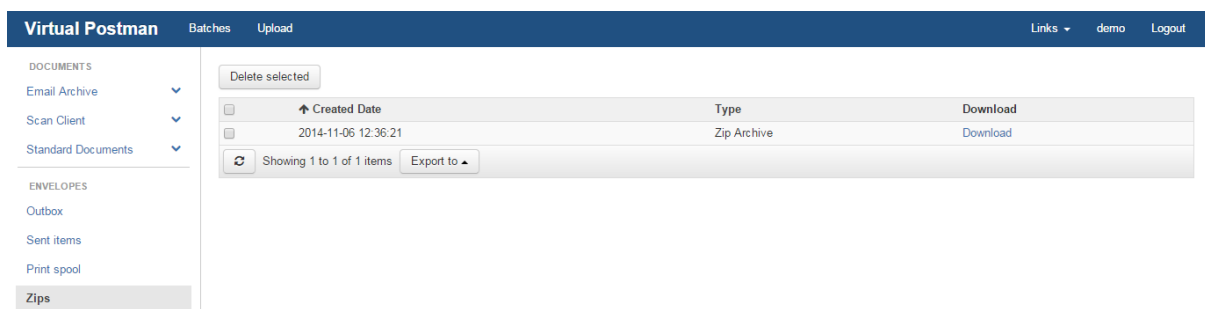 Virtual Postman Batches Upload Links demo Logout
DOCUMENTS
Email Archive
Scan Client
Standard Documents
ENVELOPES
Outbox
Sent items
Print spool
Zips
Delete selected
Created Date Type Download
2014-11-06 12:36:21 Zip Archive Download
Showing 1 to 1 of 1 items Export to